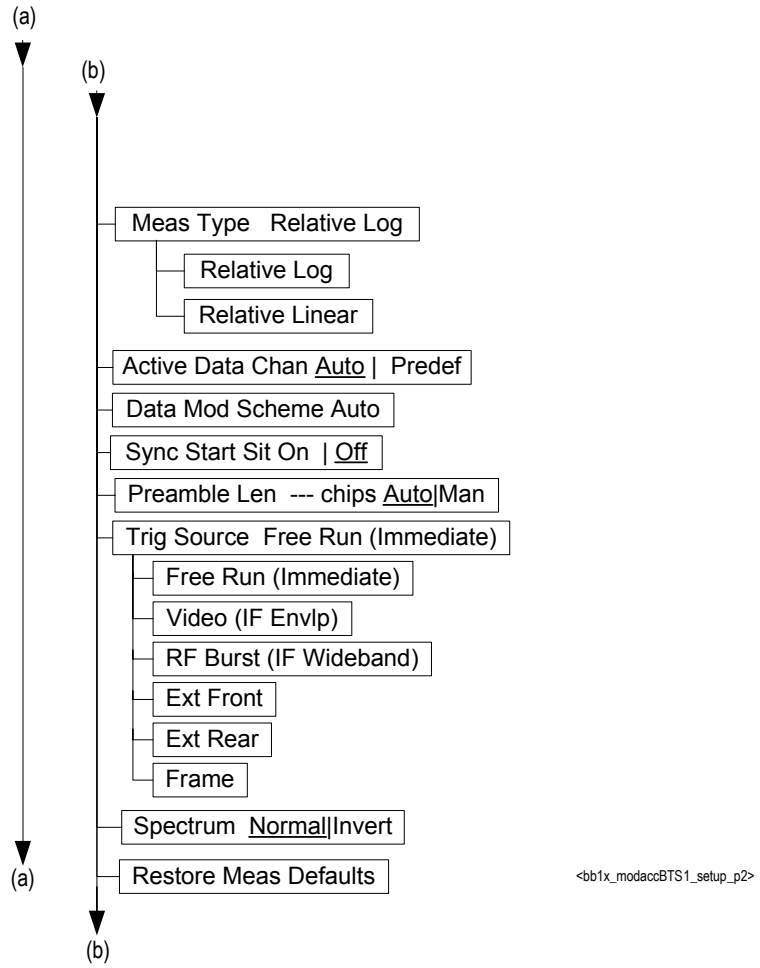 (a)
(b)
Meas Type Relative Log
Relative Log
Relative Linear
Active Data Chan Auto | Predef
Data Mod Scheme Auto
Sync Start Sit On | Off
Preamble Len --- chips Auto|Man
Trig Source Free Run (Immediate)
Free Run (Immediate)
Video (IF Envlp)
RF Burst (IF Wideband)
Ext Front
Ext Rear
Frame
Spectrum Normal|Invert
Restore Meas Defaults
<bb1x_modaccBTS1_setup_p2>
(a)
(b)